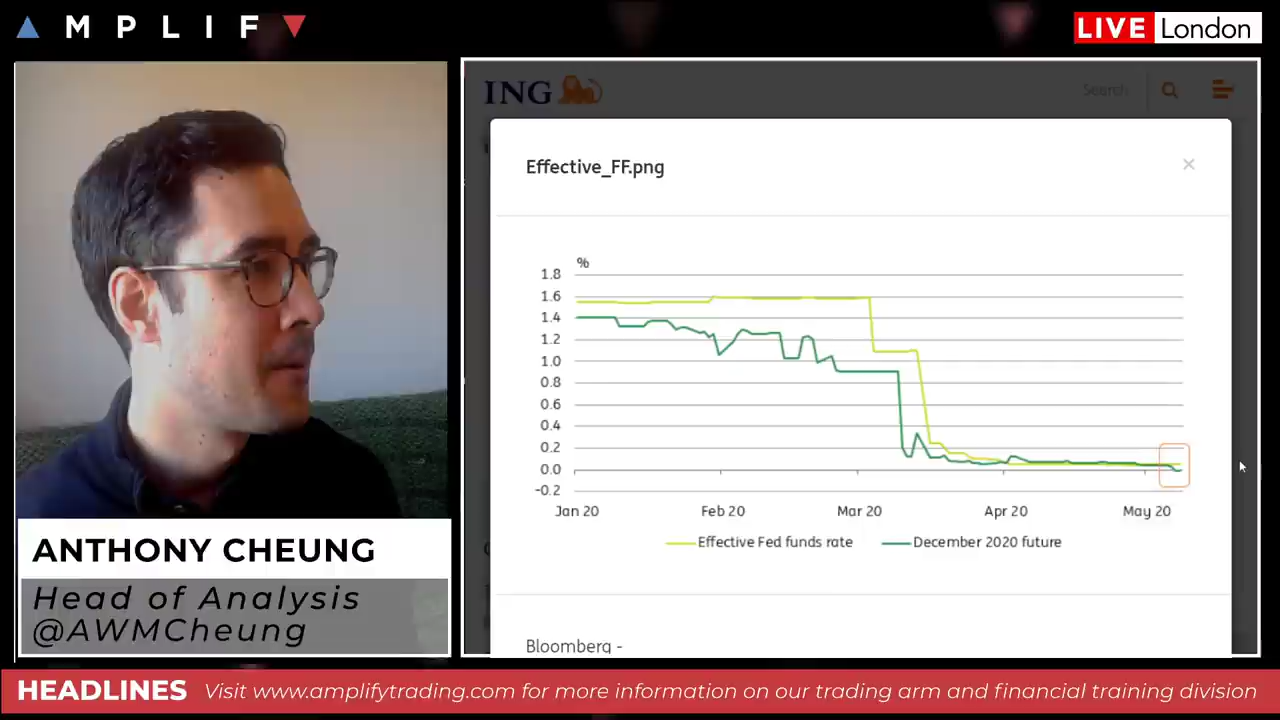 AMPLIFY
LIVE London
ING
Search
Effective_FF.png
×
%
1.8
1.6
1.4
1.2
1.0
0.8
0.6
0.4
0.2
0.0
-0.2
Jan 20 Feb 20 Mar 20 Apr 20 May 20
Effective Fed funds rate December 2020 future
Bloomberg -
ANTHONY CHEUNG
Head of Analysis
@AWMCheung
HEADLINES Visit www.amplifytrading.com for more information on our trading arm and financial training division